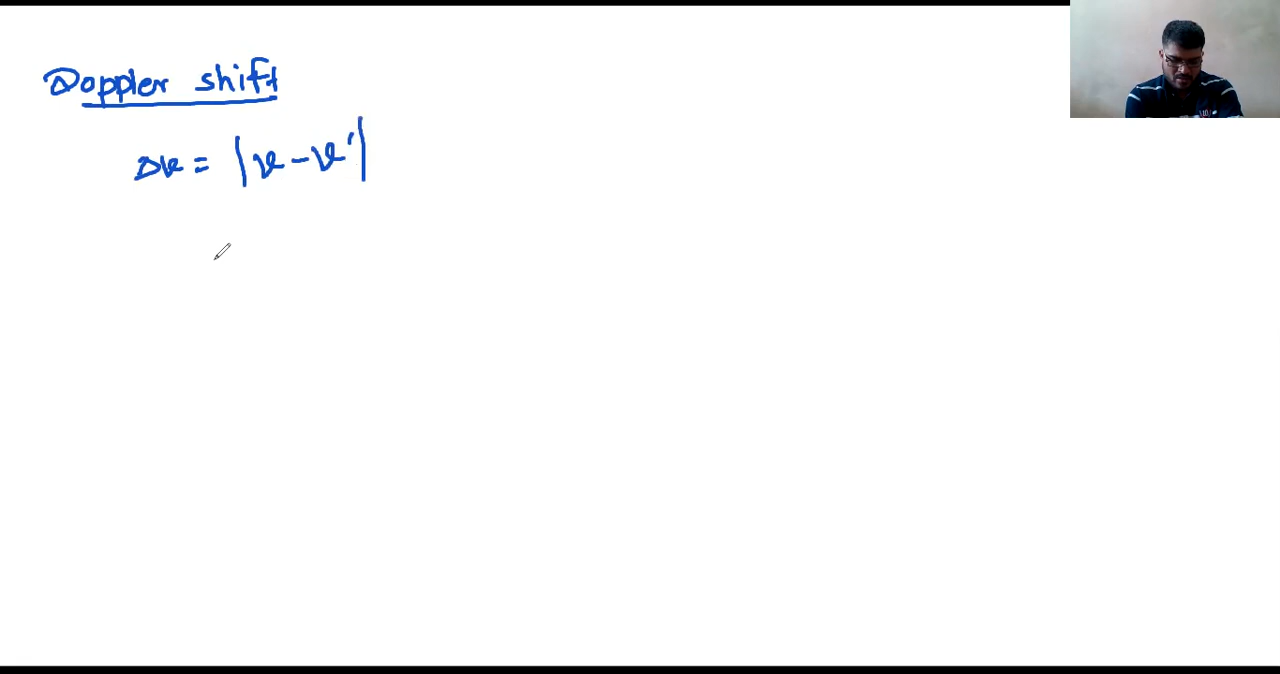 Doppler shift
Δν = |ν - ν'|